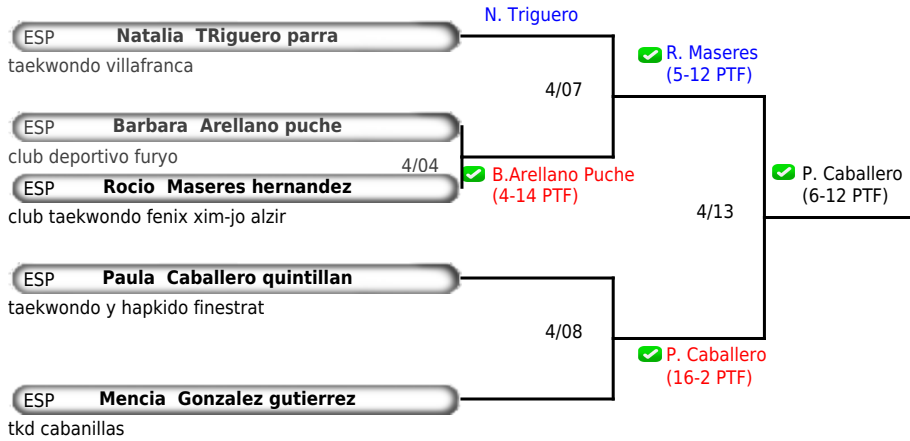 N. Triguero
ESP Natalia TRiguero parra
taekwondo villafranca
R. Maseres
(5-12 PTF)
4/07
ESP Barbara Arellano puche
club deportivo furyo
4/04
B.Arellano Puche
(4-14 PTF)
P. Caballero
(6-12 PTF)
ESP Rocio Maseres hernandez
club taekwondo fenix xim-jo alzir
4/13
ESP Paula Caballero quintillan
taekwondo y hapkido finestrat
4/08
P. Caballero
(16-2 PTF)
ESP Mencia Gonzalez gutierrez
tkd cabanillas